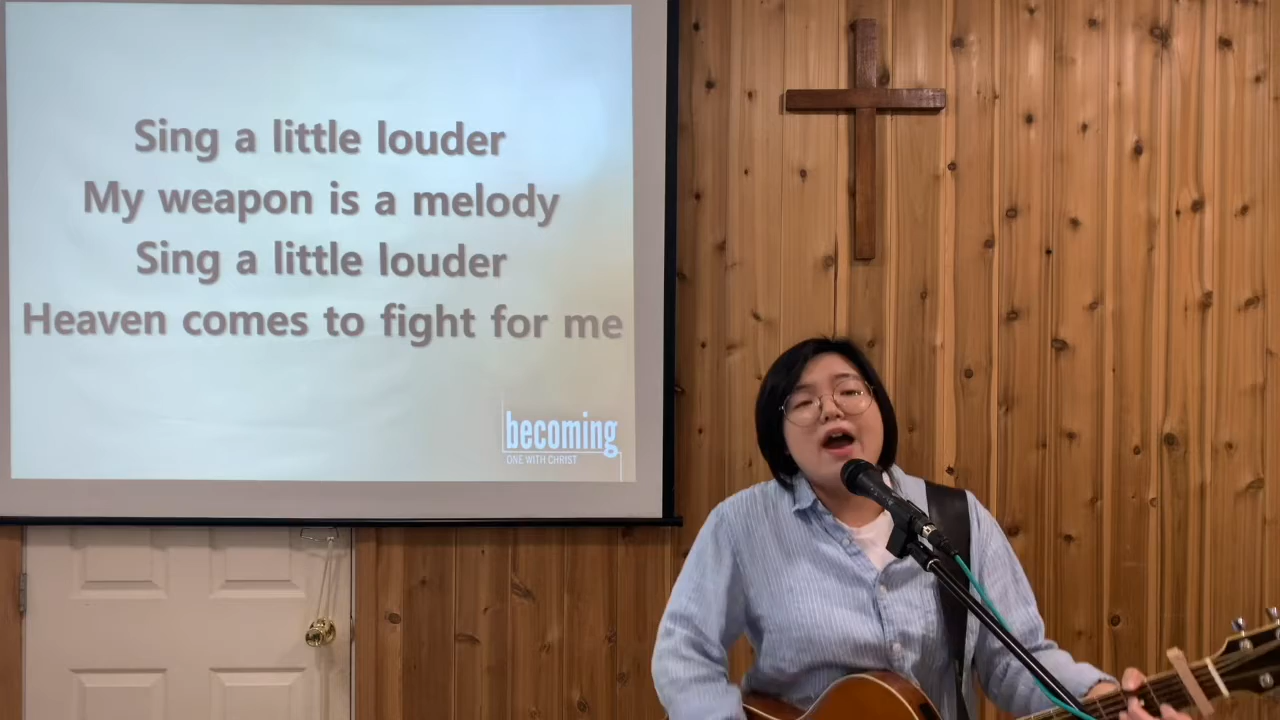 Sing a little louder
My weapon is a melody
Sing a little louder
Heaven comes to fight for me
becoming
ONE WITH CHRIST